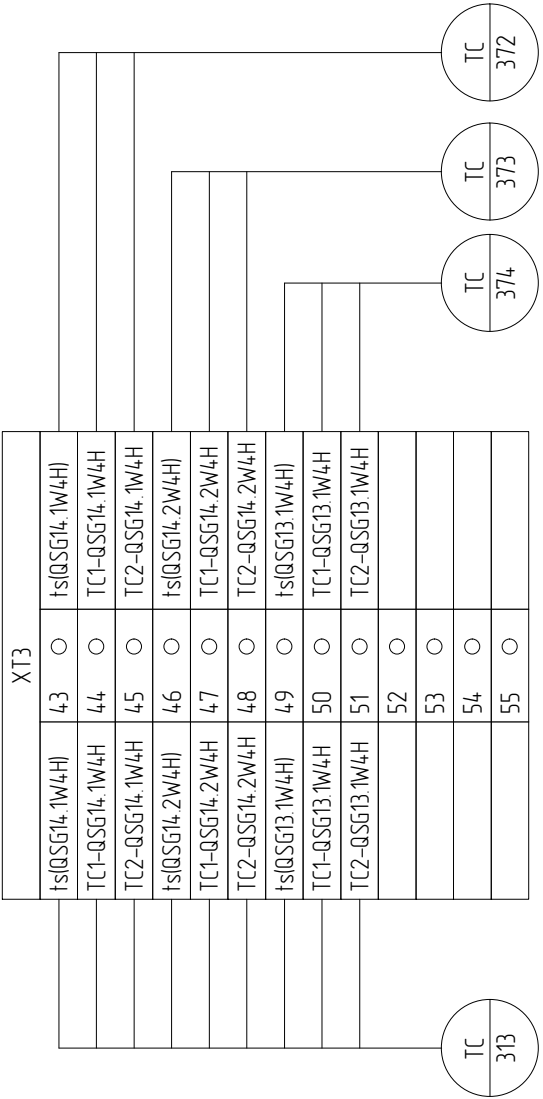 XT3
ts(QSG14.1W4H) 43 ts(QSG14.1W4H)
TC1-QSG14.1W4H 44 TC1-QSG14.1W4H
TC2-QSG14.1W4H 45 TC2-QSG14.1W4H
ts(QSG14.2W4H) 46 ts(QSG14.2W4H)
TC1-QSG14.2W4H 47 TC1-QSG14.2W4H
TC2-QSG14.2W4H 48 TC2-QSG14.2W4H
ts(QSG13.1W4H) 49 ts(QSG13.1W4H)
TC1-QSG13.1W4H 50 TC1-QSG13.1W4H
TC2-QSG13.1W4H 51 TC2-QSG13.1W4H
52
53
54
55
TC
313
TC
374
TC
373
TC
372